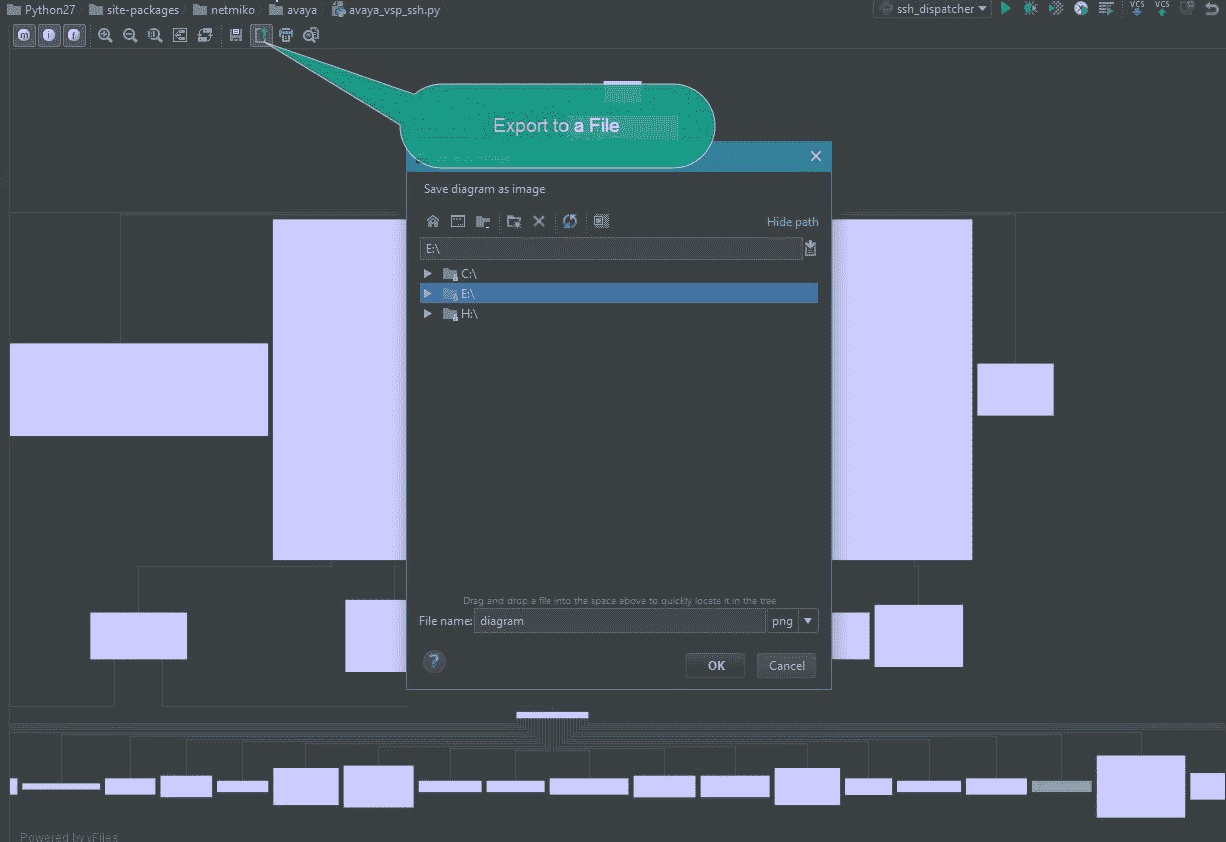 Python27 site-packages netmiko avaya avaya_vsp_ssh.py ssh_dispatcher VCS VCS
m i f
Export to a File
Save diagram as image
Hide path
E:\
C:\
E:\
H:\
Drag and drop a file into the space above to quickly locate it in the tree
File name: diagram png
? OK Cancel
Powered by yFiles